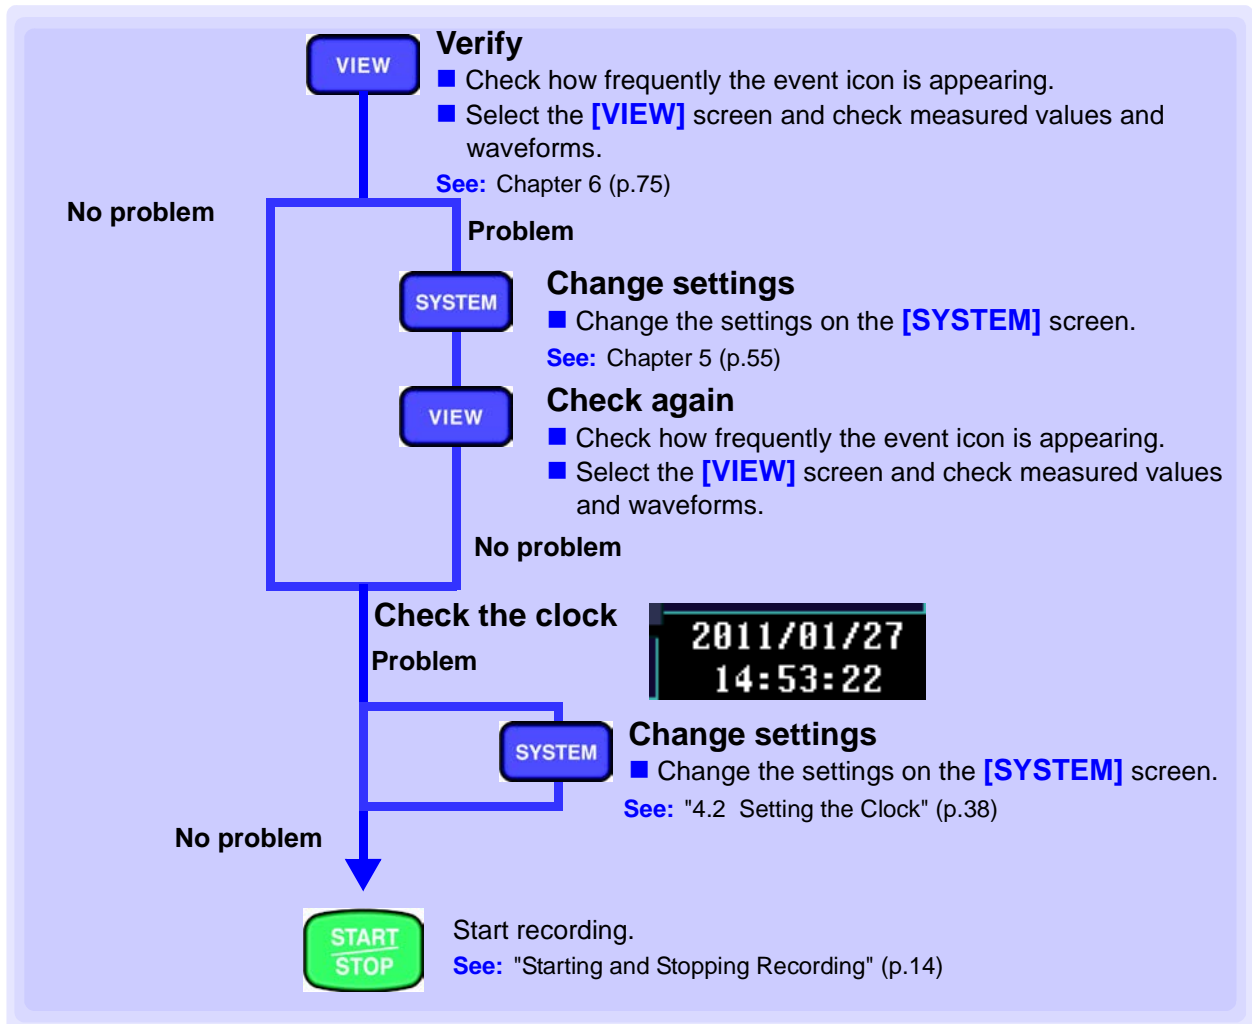 VIEW
Verify
■ Check how frequently the event icon is appearing.
■ Select the [VIEW] screen and check measured values and
waveforms.
See: Chapter 6 (p.75)
No problem
Problem
SYSTEM
Change settings
■ Change the settings on the [SYSTEM] screen.
See: Chapter 5 (p.55)
VIEW
Check again
■ Check how frequently the event icon is appearing.
■ Select the [VIEW] screen and check measured values
and waveforms.
No problem
Check the clock
2011/01/27
14:53:22
Problem
SYSTEM
Change settings
■ Change the settings on the [SYSTEM] screen.
See: "4.2 Setting the Clock" (p.38)
No problem
START
STOP
Start recording.
See: "Starting and Stopping Recording" (p.14)